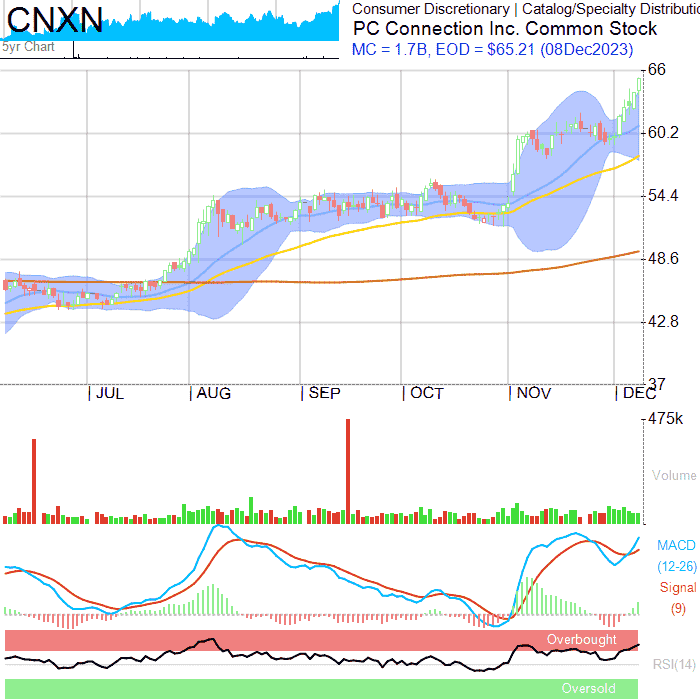 CNXN
5yr Chart
Consumer Discretionary | Catalog/Specialty Distributio
PC Connection Inc. Common Stock
MC = 1.7B, EOD = $65.21 (08Dec2023)
66
60.2
54.4
48.6
42.8
37
JUL
AUG
SEP
OCT
NOV
DEC
475k
Volume
MACD
(12-26)
Signal
(9)
Overbought
RSI(14)
Oversold